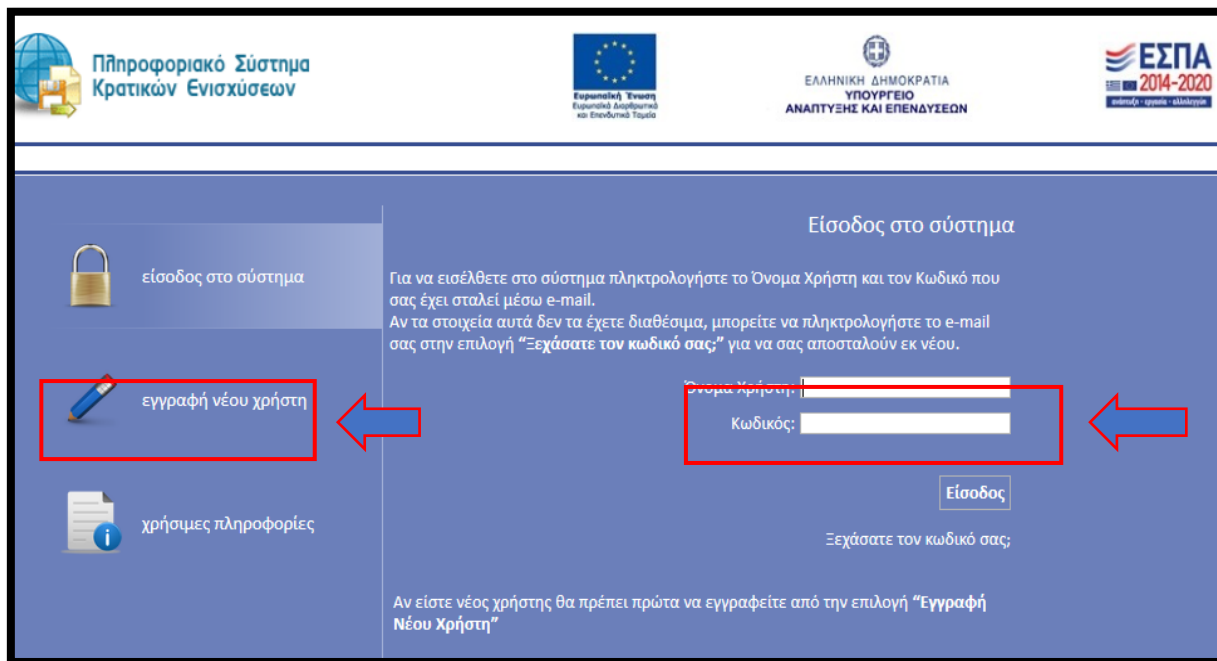 Πληροφοριακό Σύστημα
Κρατικών Ενισχύσεων
Ευρωπαϊκή Ένωση
Ευρωπαϊκά Διαρθρωτικά
και Επενδυτικά Ταμεία
ΕΛΛΗΝΙΚΗ ΔΗΜΟΚΡΑΤΙΑ
ΥΠΟΥΡΓΕΙΟ
ΑΝΑΠΤΥΞΗΣ ΚΑΙ ΕΠΕΝΔΥΣΕΩΝ
ΕΣΠΑ
2014-2020
ανάπτυξη - εργασία - αλληλεγγύη
είσοδος στο σύστημα
εγγραφή νέου χρήστη
χρήσιμες πληροφορίες
Είσοδος στο σύστημα
Για να εισέλθετε στο σύστημα πληκτρολογήστε το Όνομα Χρήστη και τον Κωδικό που
σας έχει σταλεί μέσω e-mail.
Αν τα στοιχεία αυτά δεν τα έχετε διαθέσιμα, μπορείτε να πληκτρολογήστε το e-mail
σας στην επιλογή “Ξεχάσατε τον κωδικό σας;” για να σας αποσταλούν εκ νέου.
Όνομα Χρήστη:
Κωδικός:
Είσοδος
Ξεχάσατε τον κωδικό σας;
Αν είστε νέος χρήστης θα πρέπει πρώτα να εγγραφείτε από την επιλογή “Εγγραφή
Νέου Χρήστη”